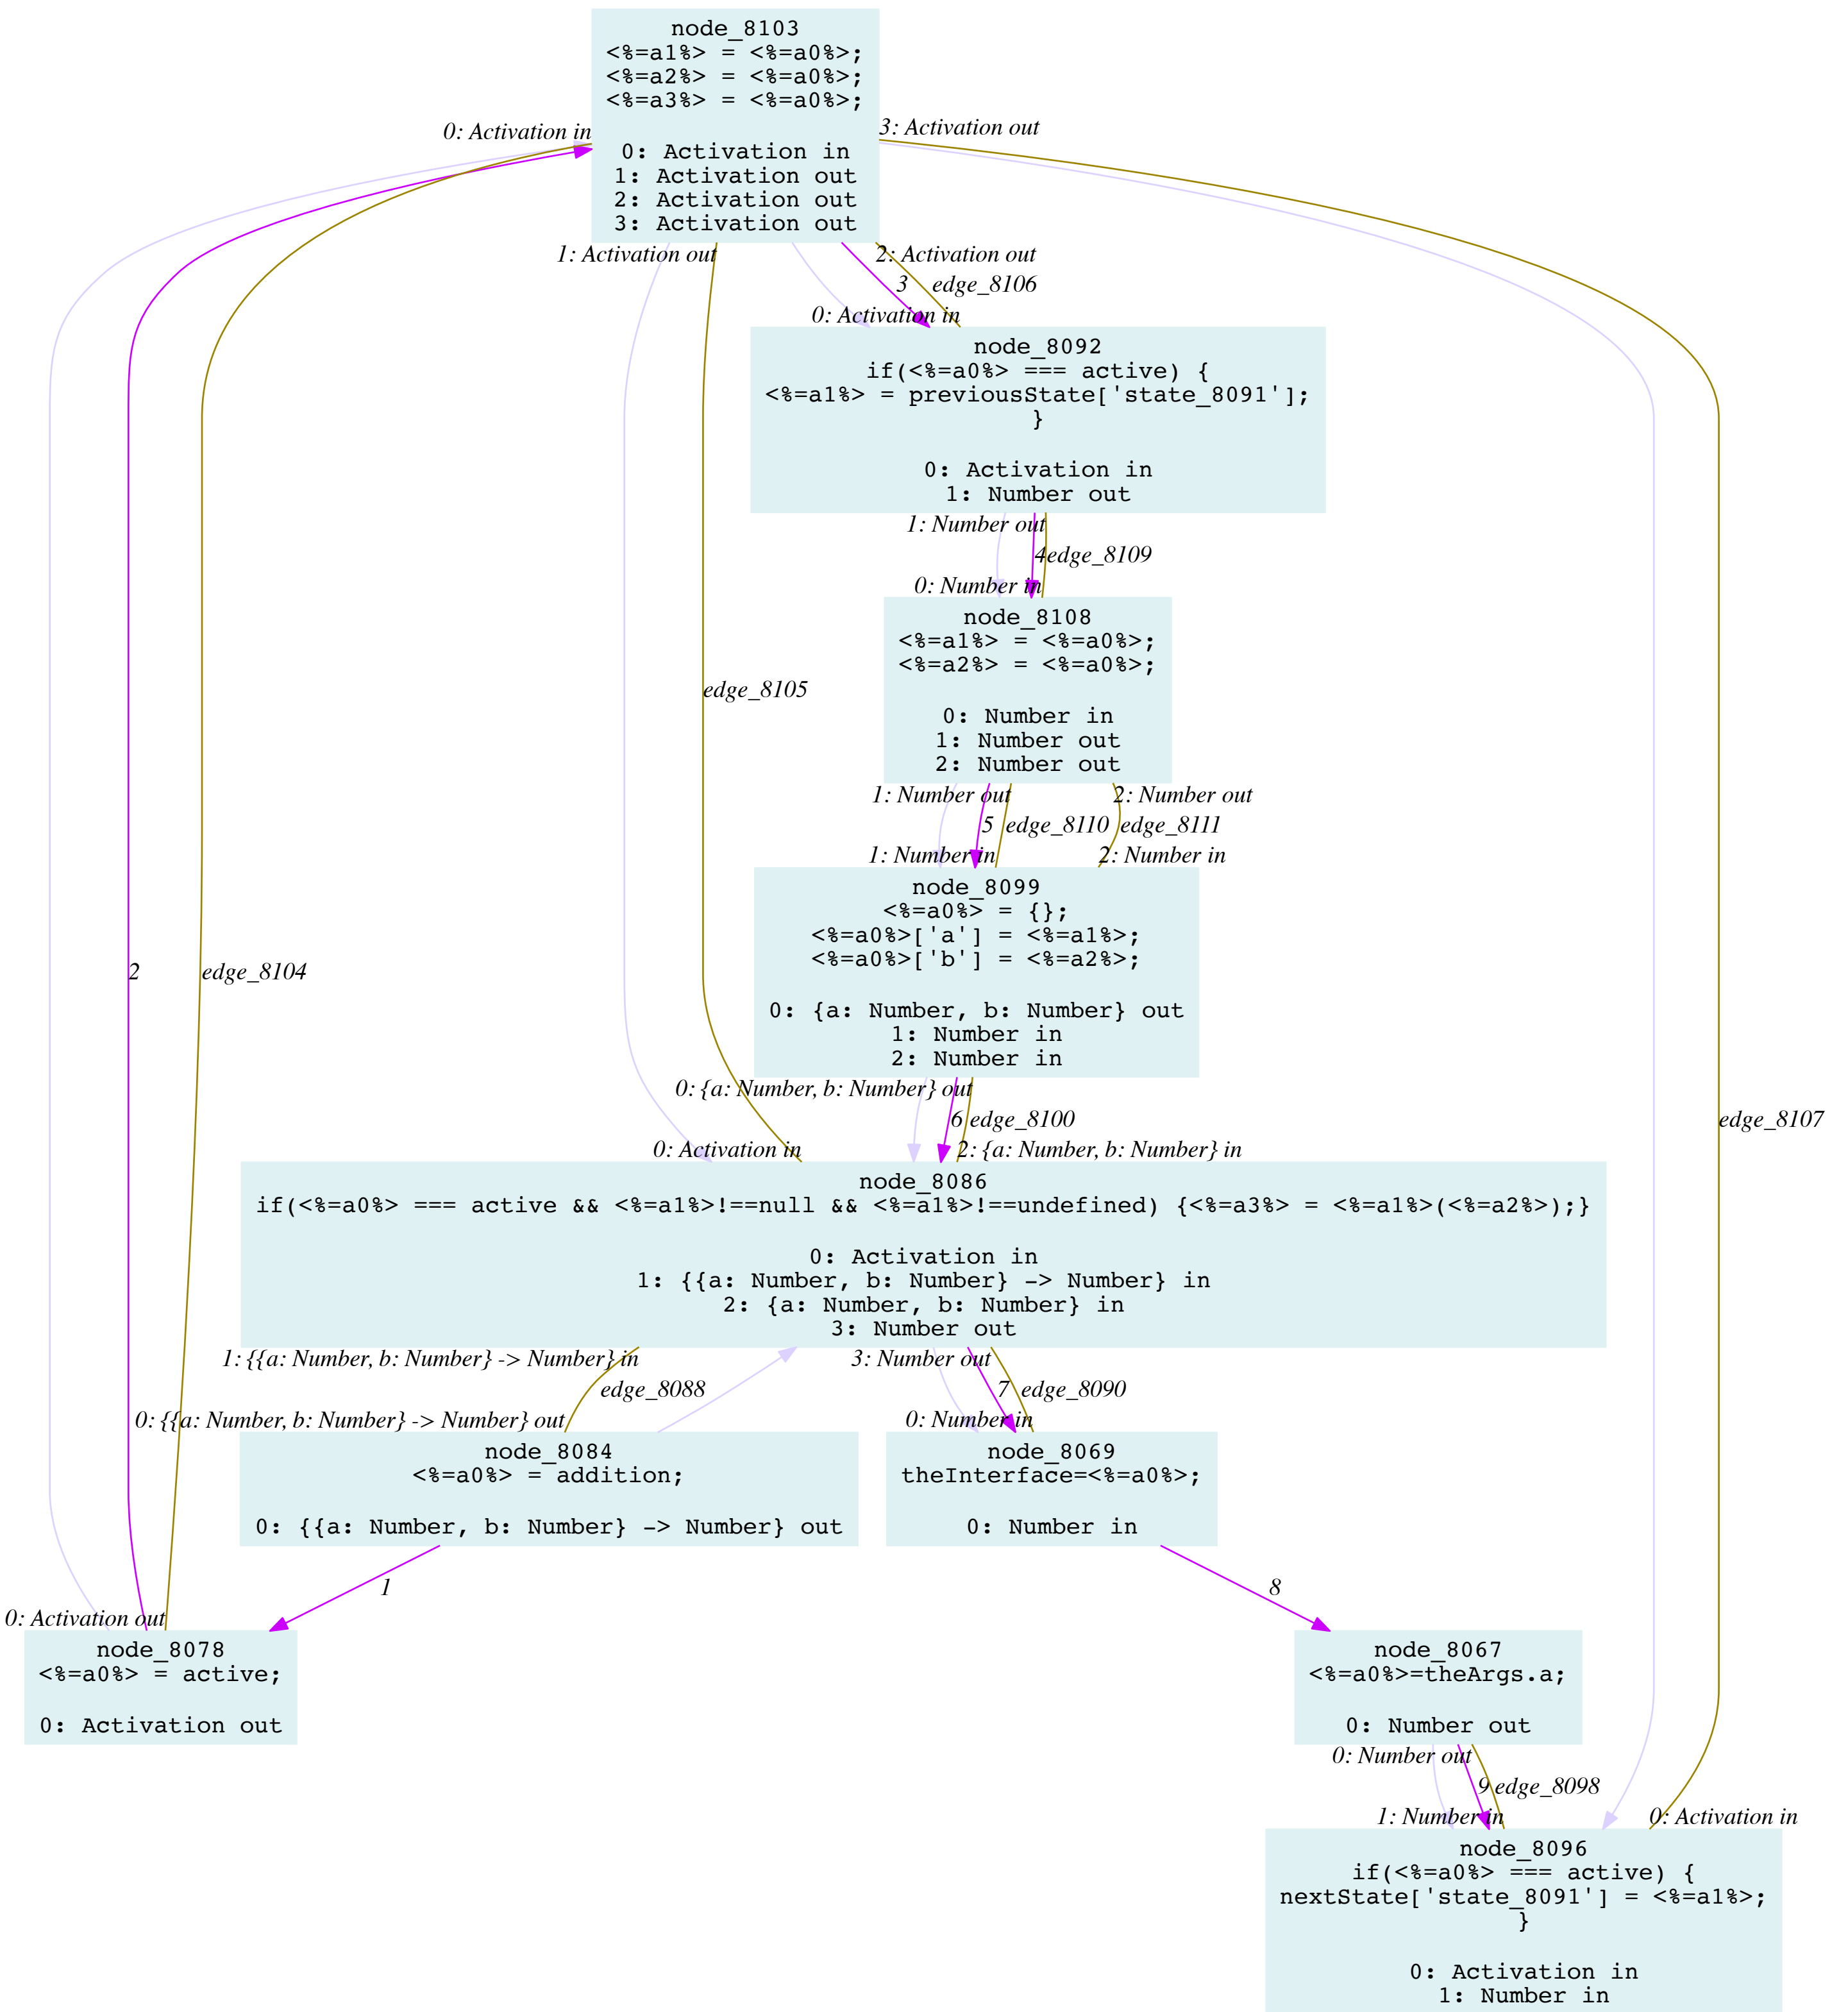 node_8103
<%=a1%> = <%=a0%>;
<%=a2%> = <%=a0%>;
<%=a3%> = <%=a0%>;
0: Activation in
1: Activation out
2: Activation out
3: Activation out
0: Activation in
3: Activation out
1: Activation out
2: Activation out
3
edge_8106
0: Activation in
node_8092
if(<%=a0%> === active) {
<%=a1%> = previousState['state_8091'];
}
0: Activation in
1: Number out
1: Number out
4
edge_8109
0: Number in
node_8108
<%=a1%> = <%=a0%>;
<%=a2%> = <%=a0%>;
0: Number in
1: Number out
2: Number out
edge_8105
1: Number out
2: Number out
5
edge_8110
edge_8111
1: Number in
2: Number in
node_8099
<%=a0%> = {};
<%=a0%>['a'] = <%=a1%>;
<%=a0%>['b'] = <%=a2%>;
0: {a: Number, b: Number} out
1: Number in
2: Number in
2
edge_8104
0: {a: Number, b: Number} out
6
edge_8100
edge_8107
0: Activation in
2: {a: Number, b: Number} in
node_8086
if(<%=a0%> === active && <%=a1%>!==null && <%=a1%>!==undefined) {<%=a3%> = <%=a1%>(<%=a2%>);}
0: Activation in
1: {{a: Number, b: Number} -> Number} in
2: {a: Number, b: Number} in
3: Number out
1: {{a: Number, b: Number} -> Number} in
3: Number out
edge_8088
7
edge_8090
0: {{a: Number, b: Number} -> Number} out
0: Number in
node_8084
<%=a0%> = addition;
0: {{a: Number, b: Number} -> Number} out
node_8069
theInterface=<%=a0%>;
0: Number in
1
8
0: Activation out
node_8078
<%=a0%> = active;
0: Activation out
node_8067
<%=a0%>=theArgs.a;
0: Number out
0: Number out
9
edge_8098
1: Number in
0: Activation in
node_8096
if(<%=a0%> === active) {
nextState['state_8091'] = <%=a1%>;
}
0: Activation in
1: Number in